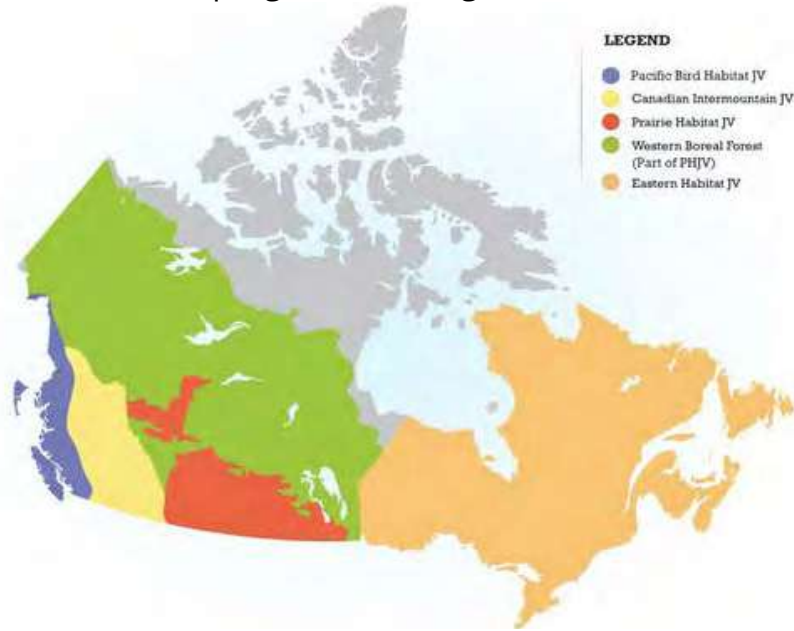 LEGEND
Pacific Bird Habitat JV
Canadian Intermountain JV
Prairie Habitat JV
Western Boreal Forest
(Part of PHJV)
Eastern Habitat JV